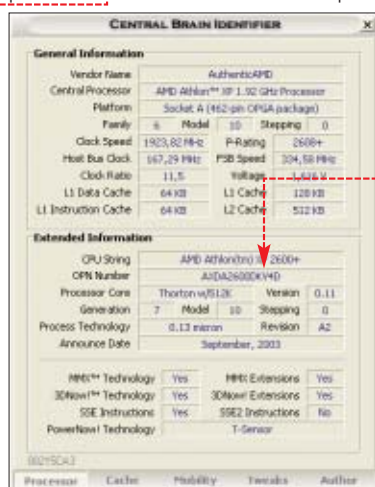 CENTRAL BRAIN IDENTIFIER x
General Information
Vendor Name AuthenticAMD
Central Processor AMD Athlon™ XP 1.92 GHz Processor
Platform Socket A (462-pin OPGA package)
Family 6 Model 10 Stepping 0
Clock Speed 1923,82 MHz P-Rating 2608+
Host Bus Clock 167,29 MHz FSB Speed 334,58 MHz
Clock Ratio 11,5 Voltage
L1 Data Cache 64 KB L1 Cache 128 KB
L1 Instruction Cache 64 KB L2 Cache 512 KB
Extended Information
CPU String AMD Athlon(tm) 2600+
OPN Number AXDA2600DKV4D
Processor Core Thorton w/512K Version 0.11
Generation 7 Model 10 Stepping 0
Process Technology 0.13 micron Revision A2
Announce Date September, 2003
MMX™ Technology Yes MMX Extensions Yes
3DNow!™ Technology Yes 3DNow! Extensions Yes
SSE Instructions Yes SSE2 Instructions No
PowerNow! Technology T-Sensor
Processor Cache Mobility Tweaks Author